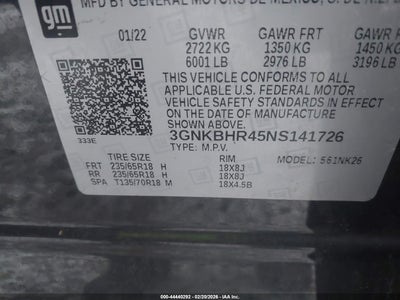 gm
MFD BY GENERAL MOTORS DE MEXICO, S. DE
01/22 GVWR GAWR FRT GAWR
2722 KG 1350 KG 1450 KG
6001 LB 2976 LB 3196 LB
THIS VEHICLE CONFORMS TO ALL
APPLICABLE U.S. FEDERAL MOTOR
VEHICLE SAFETY STANDARDS IN EFFECT
ON THE DATE OF MANUFACTURE
SHOWN ABOVE.
333E
3GNKBHR45NS141726
TYPE: M.P.V. MODEL: 561NK26
TIRE SIZE RIM
FRT 235/65R18 H 18X8J
RR 235/65R18 H 18X8J
SPA T135/70R18 M 18X4.5B
000-44440292 - 02/20/2026 - IAA, Inc.